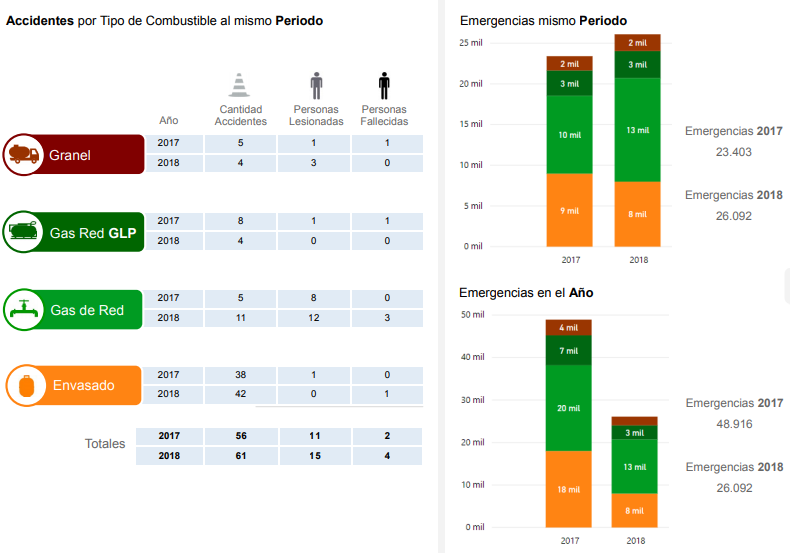 Accidentes por Tipo de Combustible al mismo Periodo
Año
Cantidad Accidentes
Personas Lesionadas
Personas Fallecidas
Granel
2017 5 1 1
2018 4 3 0
Gas Red GLP
2017 8 1 1
2018 4 0 0
Gas de Red
2017 5 8 0
2018 11 12 3
Envasado
2017 38 1 0
2018 42 0 1
Totales
2017 56 11 2
2018 61 15 4
Emergencias mismo Periodo
25 mil
20 mil
15 mil
10 mil
5 mil
0 mil
2 mil
3 mil
10 mil
9 mil
2017
2 mil
3 mil
13 mil
8 mil
2018
Emergencias 2017
23.403
Emergencias 2018
26.092
Emergencias en el Año
50 mil
40 mil
30 mil
20 mil
10 mil
0 mil
4 mil
7 mil
20 mil
18 mil
2017
3 mil
13 mil
8 mil
2018
Emergencias 2017
48.916
Emergencias 2018
26.092